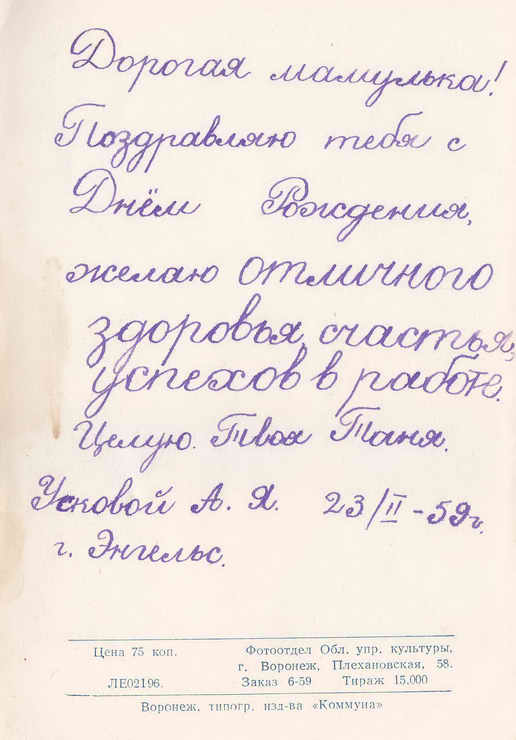 Дорогая мамулька!
Поздравляю тебя с
Днём Рождения,
желаю отличного
здоровья, счастья,
успехов в работе.
Целую. Твоя Таня.
Усковой А. Я. 23/II-59г.
г. Энгельс.
Цена 75 коп. Фотоотдел Обл. упр. культуры,
г. Воронеж, Плехановская, 58.
ЛЕ02196. Заказ 6-59 Тираж 15,000
Воронеж, типогр. изд-ва «Коммуна»